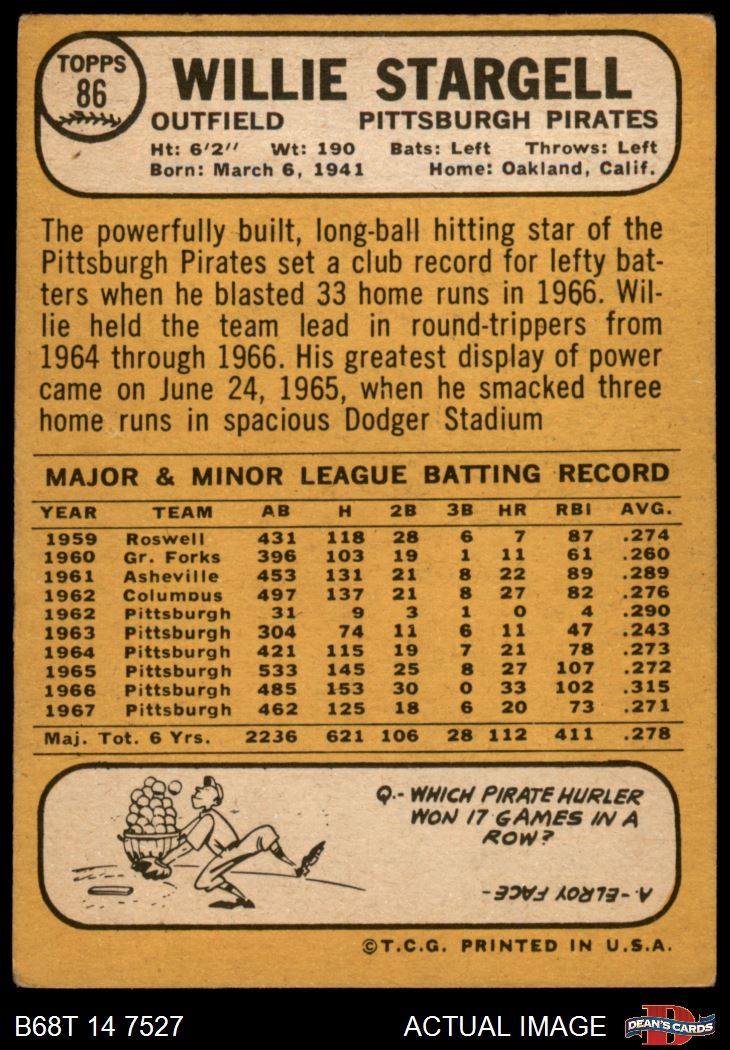 TOPPS
86
WILLIE STARGELL
OUTFIELD PITTSBURGH PIRATES
Ht: 6'2" Wt: 190 Bats: Left Throws: Left
Born: March 6, 1941 Home: Oakland, Calif.
The powerfully built, long-ball hitting star of the
Pittsburgh Pirates set a club record for lefty bat-
ters when he blasted 33 home runs in 1966. Wil-
lie held the team lead in round-trippers from
1964 through 1966. His greatest display of power
came on June 24, 1965, when he smacked three
home runs in spacious Dodger Stadium
MAJOR & MINOR LEAGUE BATTING RECORD
YEAR TEAM AB H 2B 3B HR RBI AVG.
1959 Roswell 431 118 28 6 7 87 .274
1960 Gr. Forks 396 103 19 1 11 61 .260
1961 Asheville 453 131 21 8 22 89 .289
1962 Columbus 497 137 21 8 27 82 .276
1962 Pittsburgh 31 9 3 1 0 4 .290
1963 Pittsburgh 304 74 11 6 11 47 .243
1964 Pittsburgh 421 115 19 7 21 78 .273
1965 Pittsburgh 533 145 25 8 27 107 .272
1966 Pittsburgh 485 153 30 0 33 102 .315
1967 Pittsburgh 462 125 18 6 20 73 .271
Maj. Tot. 6 Yrs. 2236 621 106 28 112 411 .278
Q.- WHICH PIRATE HURLER
WON 17 GAMES IN A
ROW?
A.- ELROY FACE-
©T.C.G. PRINTED IN U.S.A.
B68T 14 7527 ACTUAL IMAGE
D
DEAN'S CARDS